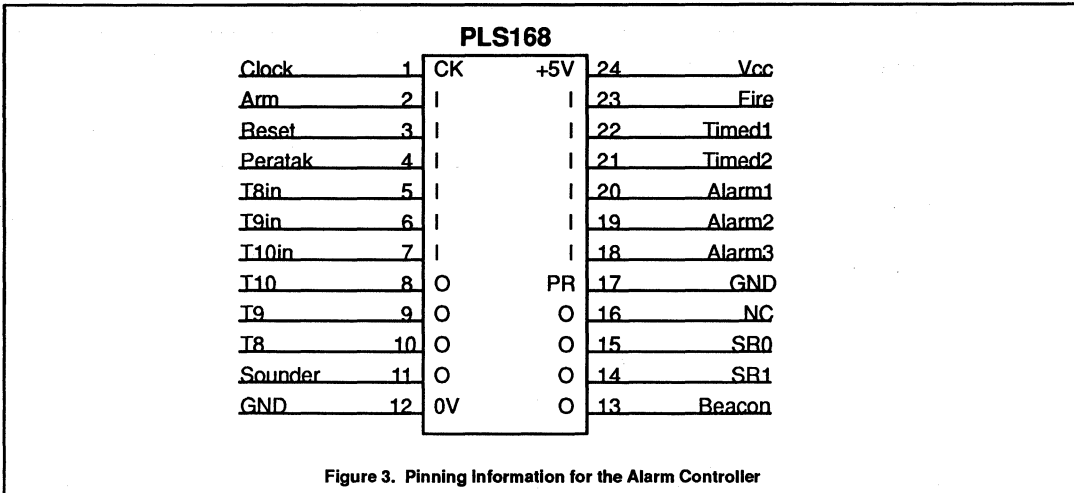 PLS168
Clock 1 CK +5V 24 Vcc
Arm 2 I I 23 Fire
Reset 3 I I 22 Timed1
Peratak 4 I I 21 Timed2
T8in 5 I I 20 Alarm1
T9in 6 I I 19 Alarm2
T10in 7 I I 18 Alarm3
T10 8 O PR 17 GND
T9 9 O O 16 NC
T8 10 O O 15 SR0
Sounder 11 O O 14 SR1
GND 12 0V O 13 Beacon
Figure 3. Pinning Information for the Alarm Controller